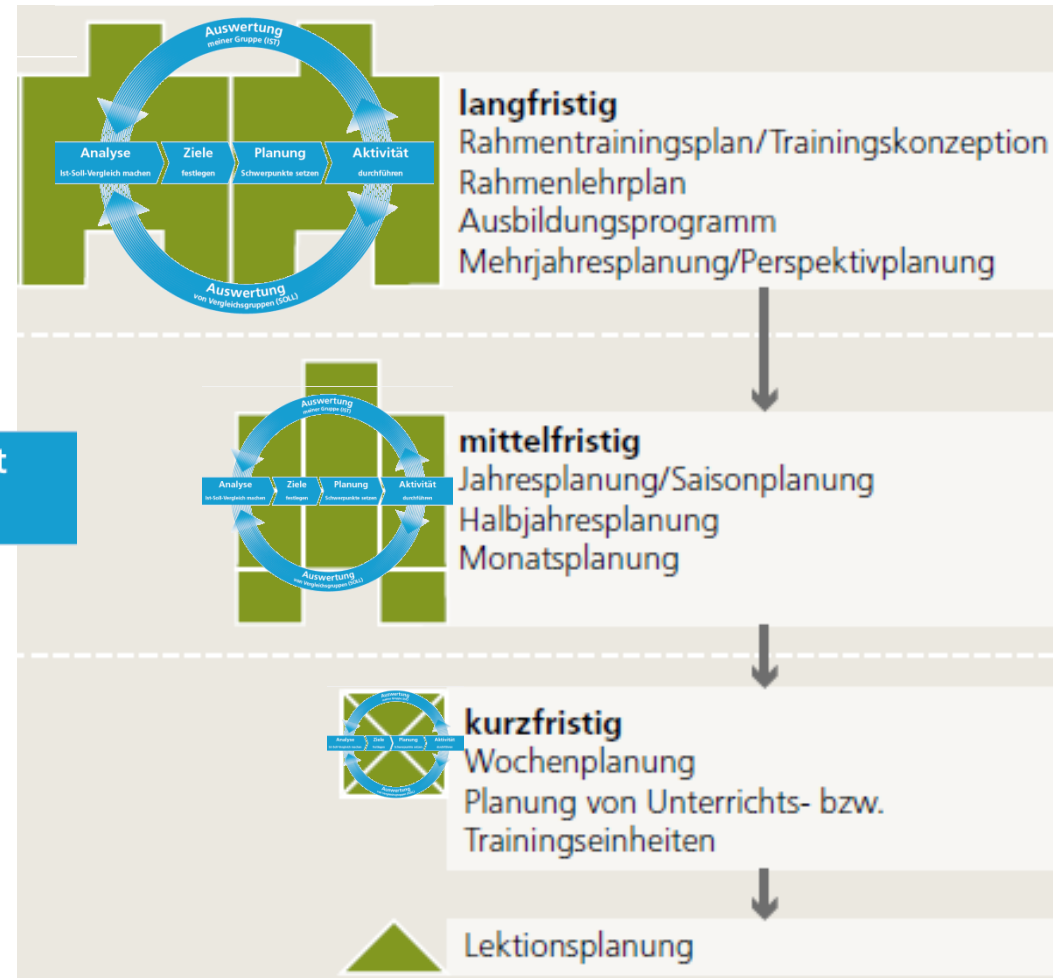 Auswertung
meiner Gruppe (IST)
Analyse
Ist-Soll-Vergleich machen
Ziele
festlegen
Planung
Schwerpunkte setzen
Aktivität
durchführen
Auswertung
von Vergleichsgruppen (SOLL)
langfristig
Rahmentrainingsplan/Trainingskonzeption
Rahmenlehrplan
Ausbildungsprogramm
Mehrjahresplanung/Perspektivplanung
t
Auswertung
meiner Gruppe (IST)
Analyse
Ist-Soll-Vergleich machen
Ziele
festlegen
Planung
Schwerpunkte setzen
Aktivität
durchführen
Auswertung
von Vergleichsgruppen (SOLL)
mittelfristig
Jahresplanung/Saisonplanung
Halbjahresplanung
Monatsplanung
Auswertung
Analyse
Ziele
Planung
Aktivität
Auswertung
kurzfristig
Wochenplanung
Planung von Unterrichts- bzw.
Trainingseinheiten
Lektionsplanung